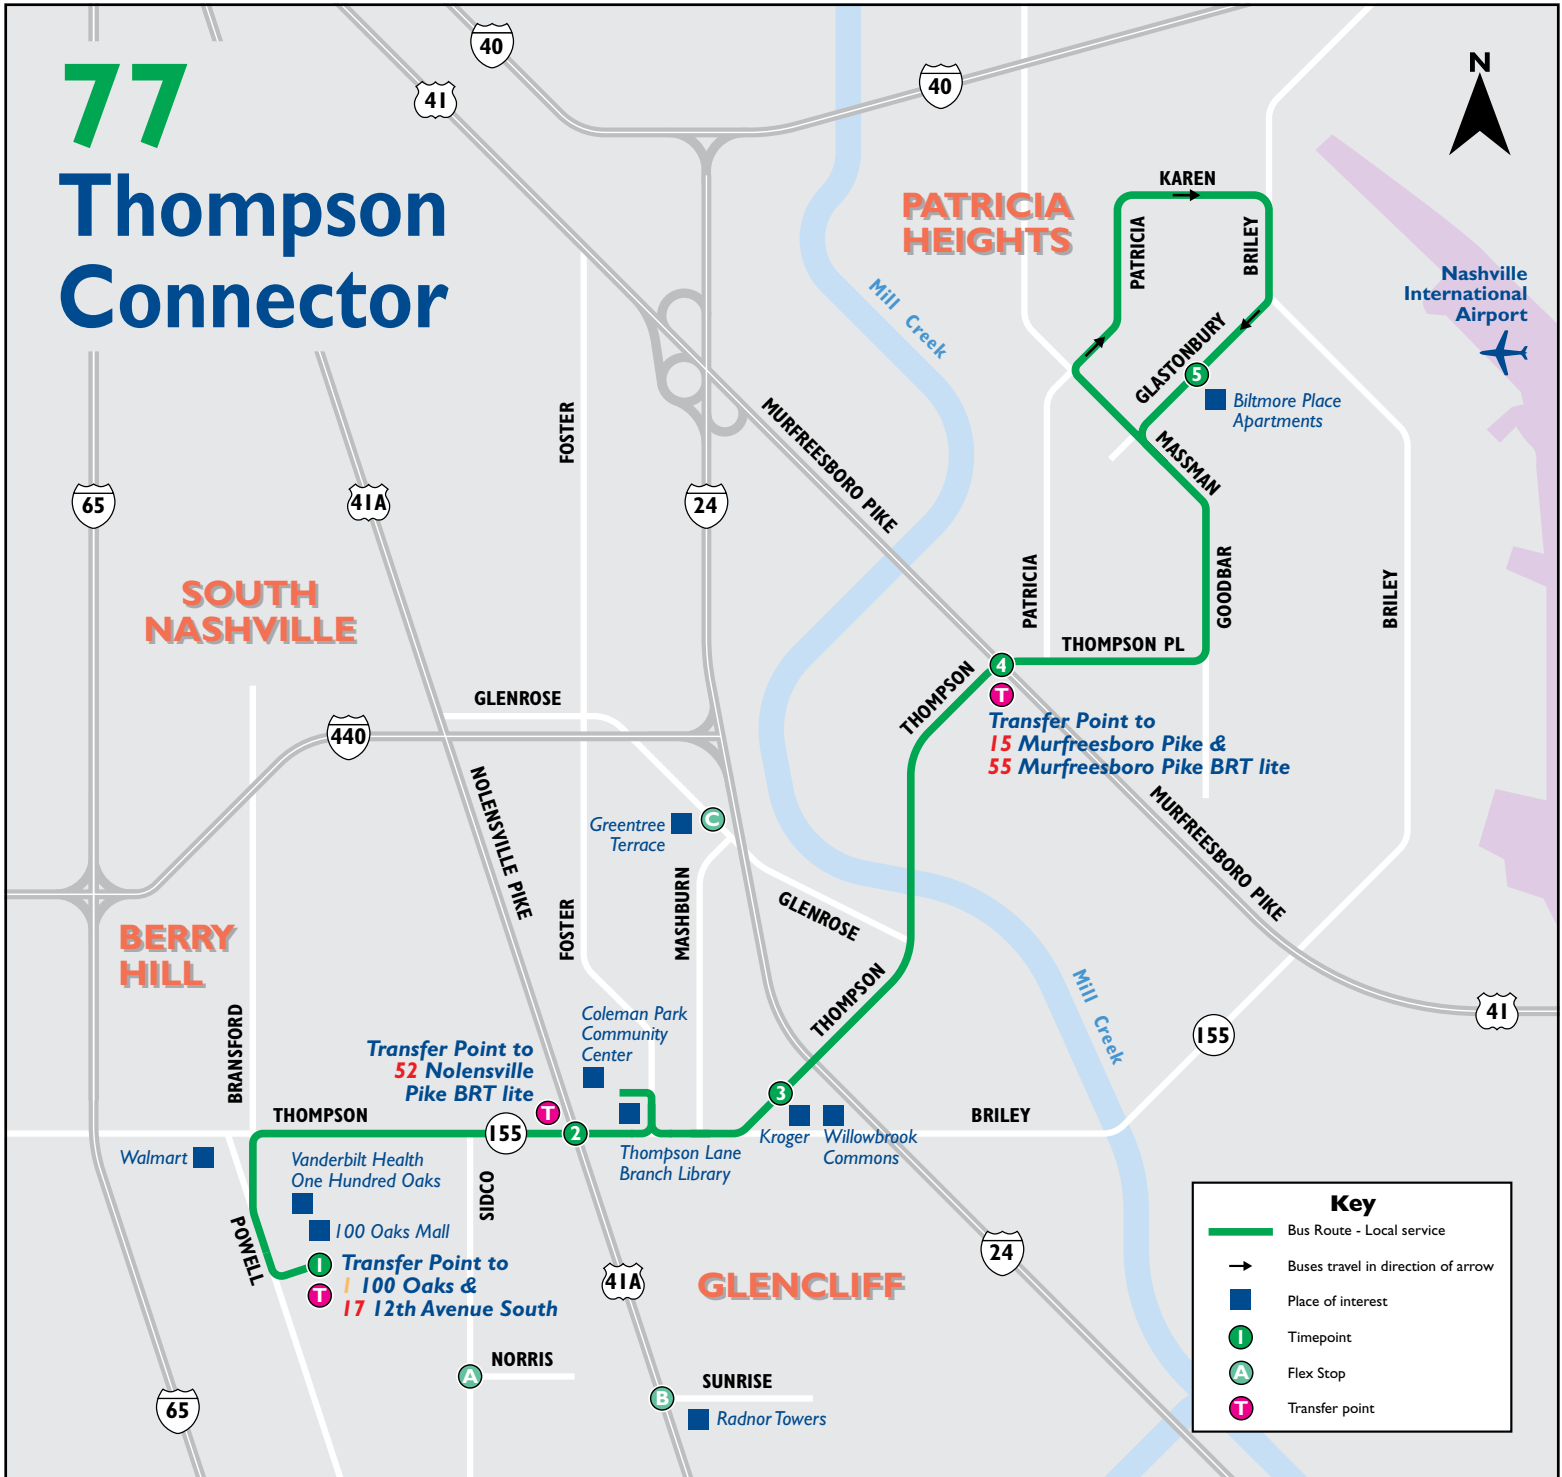 77
Thompson
Connector
40
41
40
N
KAREN
PATRICIA
HEIGHTS
PATRICIA
BRILEY
Nashville
International
Airport
Mill Creek
GLASTONBURY
5
Biltmore Place
Apartments
FOSTER
MURFREESBORO PIKE
MASSMAN
65
41A
24
SOUTH
NASHVILLE
PATRICIA
GOODBAR
BRILEY
THOMPSON PL
4
T
THOMPSON
Transfer Point to
15 Murfreesboro Pike &
55 Murfreesboro Pike BRT lite
GLENROSE
440
NOLENSVILLE PIKE
Greentree
Terrace
C
MURFREESBORO PIKE
BERRY
HILL
FOSTER
MASHBURN
GLENROSE
THOMPSON
Mill Creek
41
155
BRANSFORD
Coleman Park
Community
Center
Transfer Point to
52 Nolensville
Pike BRT lite
T
3
THOMPSON
155
2
BRILEY
Kroger
Willowbrook
Commons
Thompson Lane
Branch Library
Walmart
Vanderbilt Health
One Hundred Oaks
SIDCO
100 Oaks Mall
POWELL
1
T
Transfer Point to
1 100 Oaks &
17 12th Avenue South
41A
GLENCLIFF
24
NORRIS
A
B
SUNRISE
Radnor Towers
65
Key
Bus Route - Local service
Buses travel in direction of arrow
Place of interest
1
Timepoint
A
Flex Stop
T
Transfer point